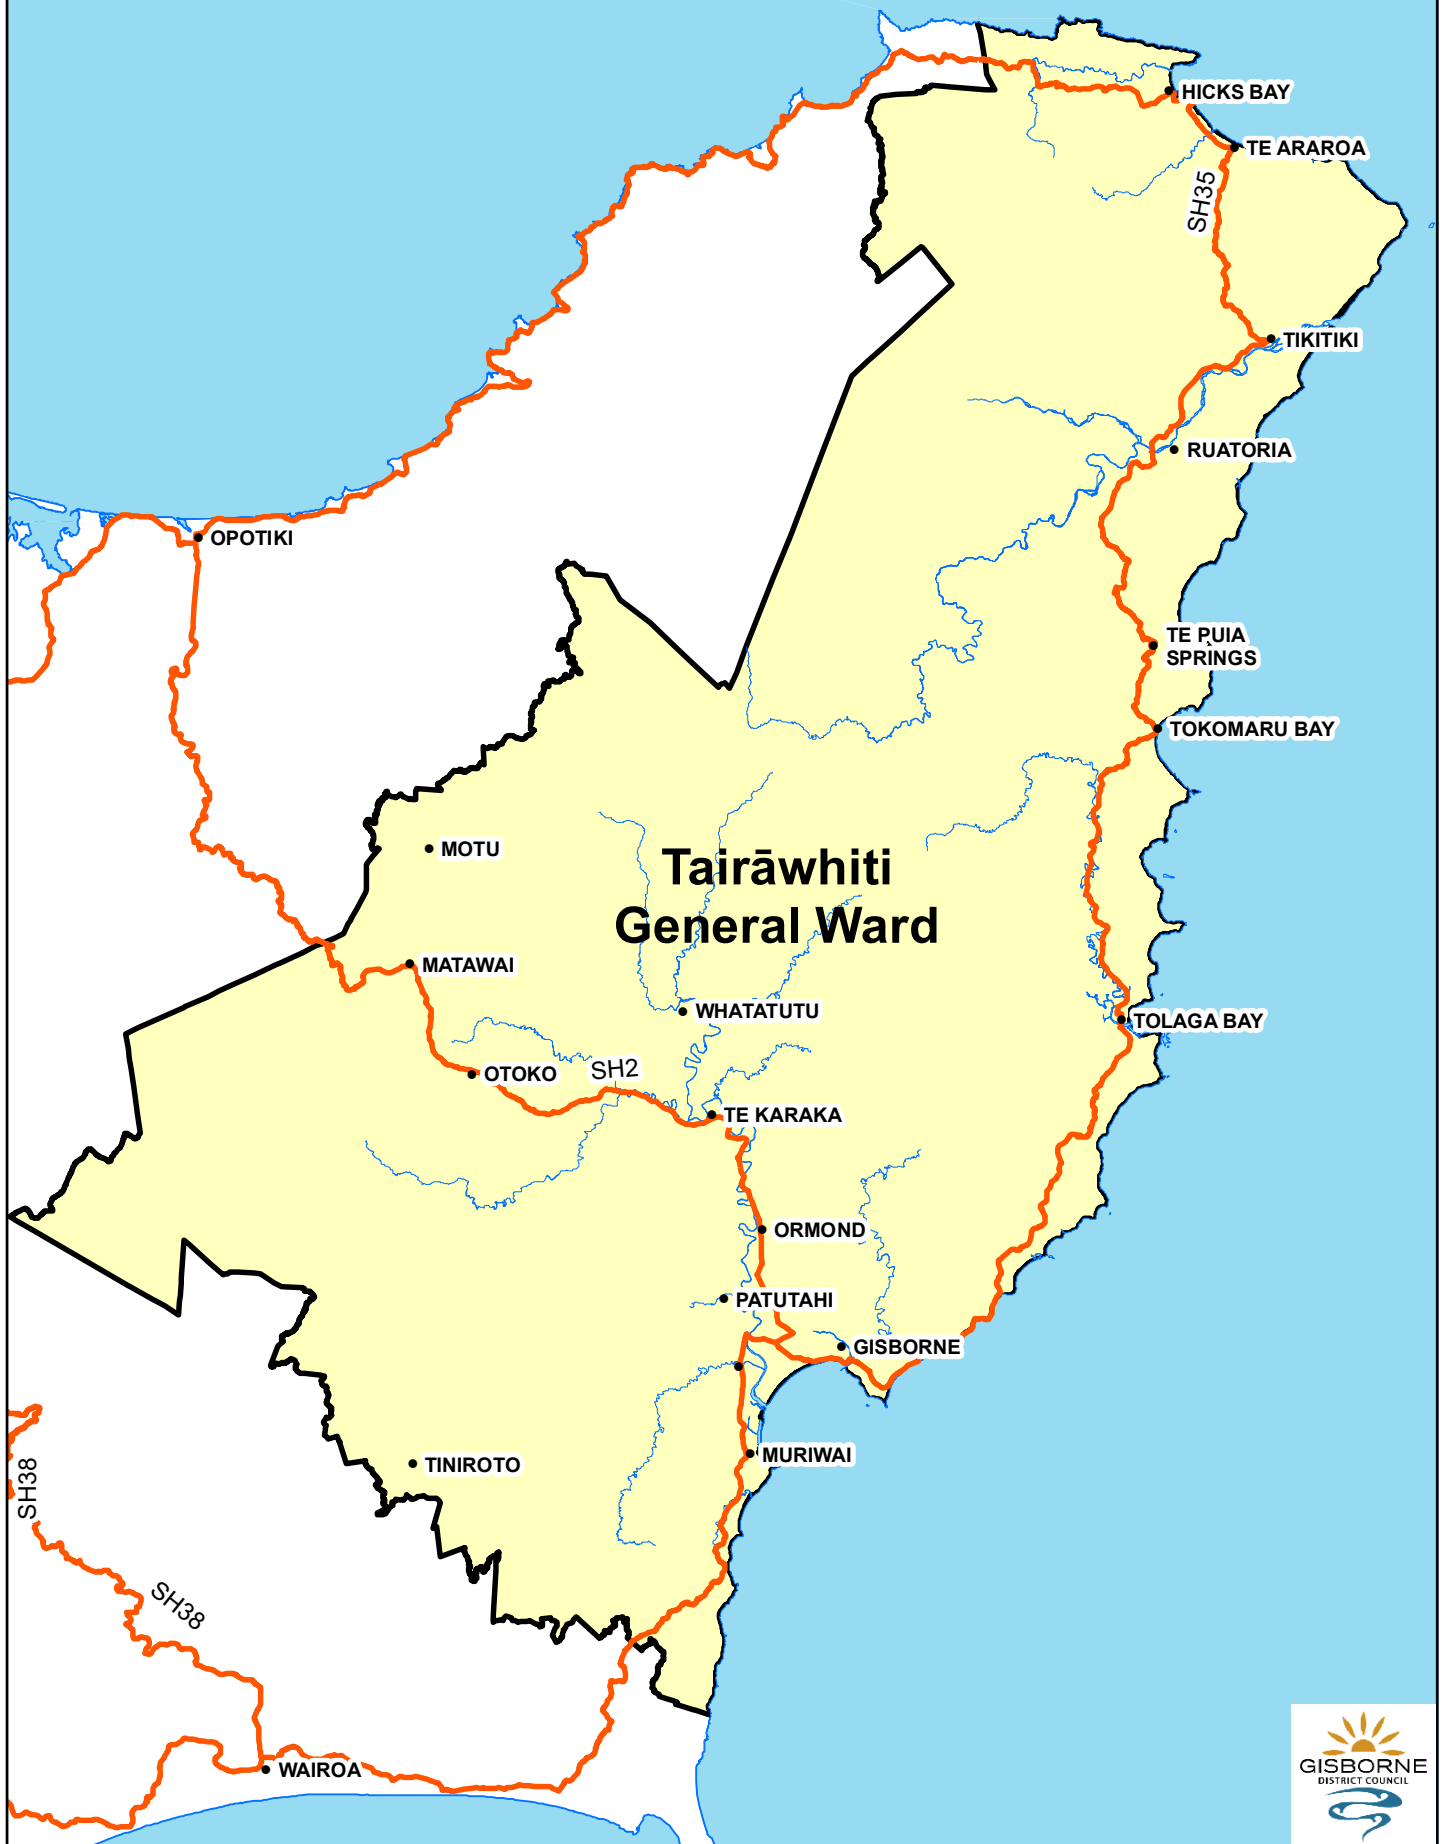 HICKS BAY
TE ARAROA
SH35
TIKITIKI
RUATORIA
OPOTIKI
TE PUIA
SPRINGS
TOKOMARU BAY
MOTU
Tairāwhiti
General Ward
MATAWAI
WHATATUTU
TOLAGA BAY
OTOKO
SH2
TE KARAKA
ORMOND
PATUTAHI
GISBORNE
MURIWAI
TINIROTO
SH38
SH38
WAIROA
GISBORNE
DISTRICT COUNCIL